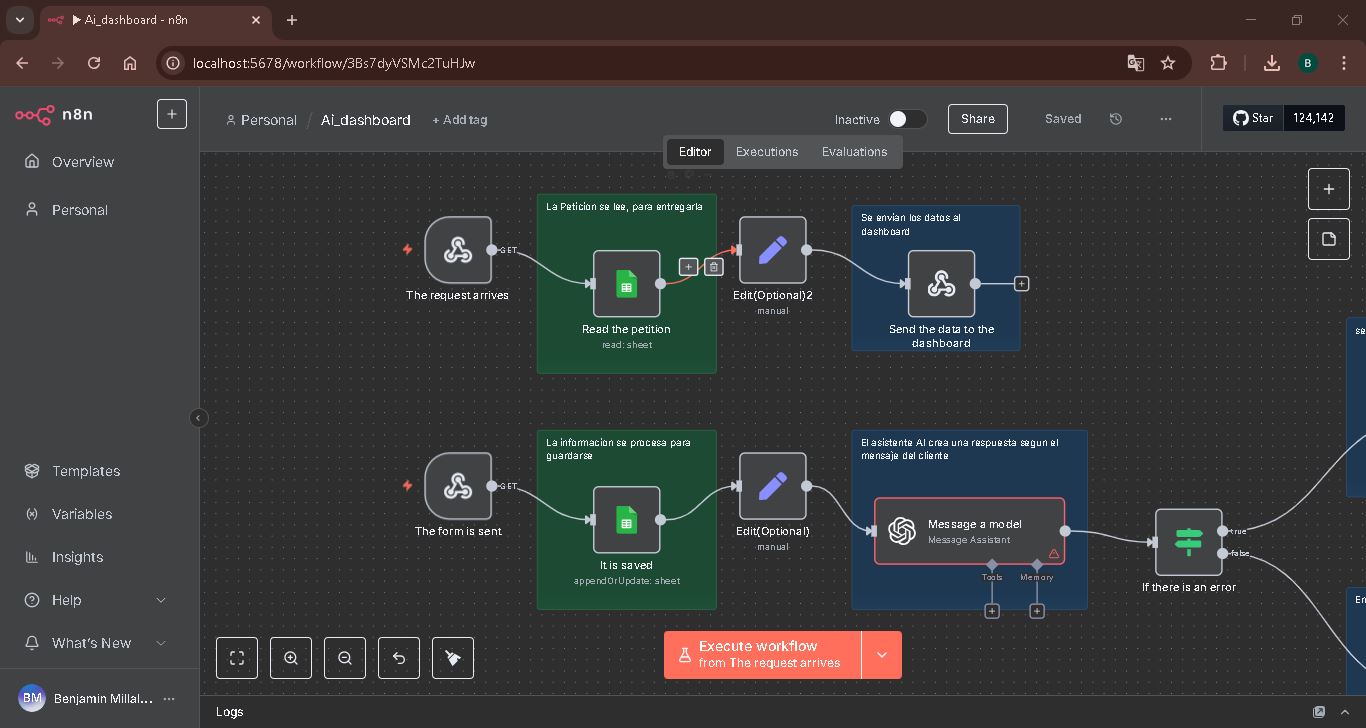 Ai_dashboard - n8n
localhost:5678/workflow/3Bs7dyVSMc2TuHJw
B
n8n
Personal / Ai_dashboard + Add tag
Inactive
Share
Saved
Star 124,142
Editor Executions Evaluations
Overview
Personal
Templates
Variables
Insights
Help
What's New
BM Benjamin Millal...
La Peticion se lee, para entregarla
GET
The request arrives
Read the petition
read: sheet
Edit(Optional)2
manual
Se envian los datos al
dashboard
Send the data to the
dashboard
La informacion se procesa para
guardarse
GET
The form is sent
It is saved
appendOrUpdate: sheet
Edit(Optional)
manual
El asistente AI crea una respuesta segun el
mensaje del cliente
Message a model
Message Assistant
Tools
Memory
true
false
If there is an error
se
En
Execute workflow
from The request arrives
Logs